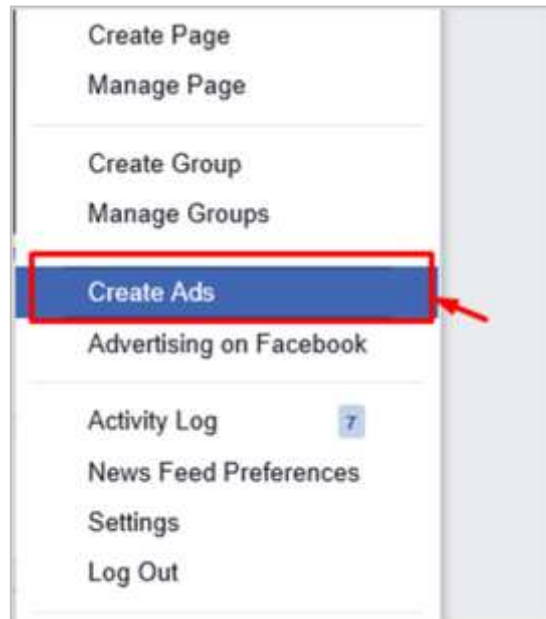 Create Page
Manage Page
Create Group
Manage Groups
Create Ads
Advertising on Facebook
Activity Log 7
News Feed Preferences
Settings
Log Out